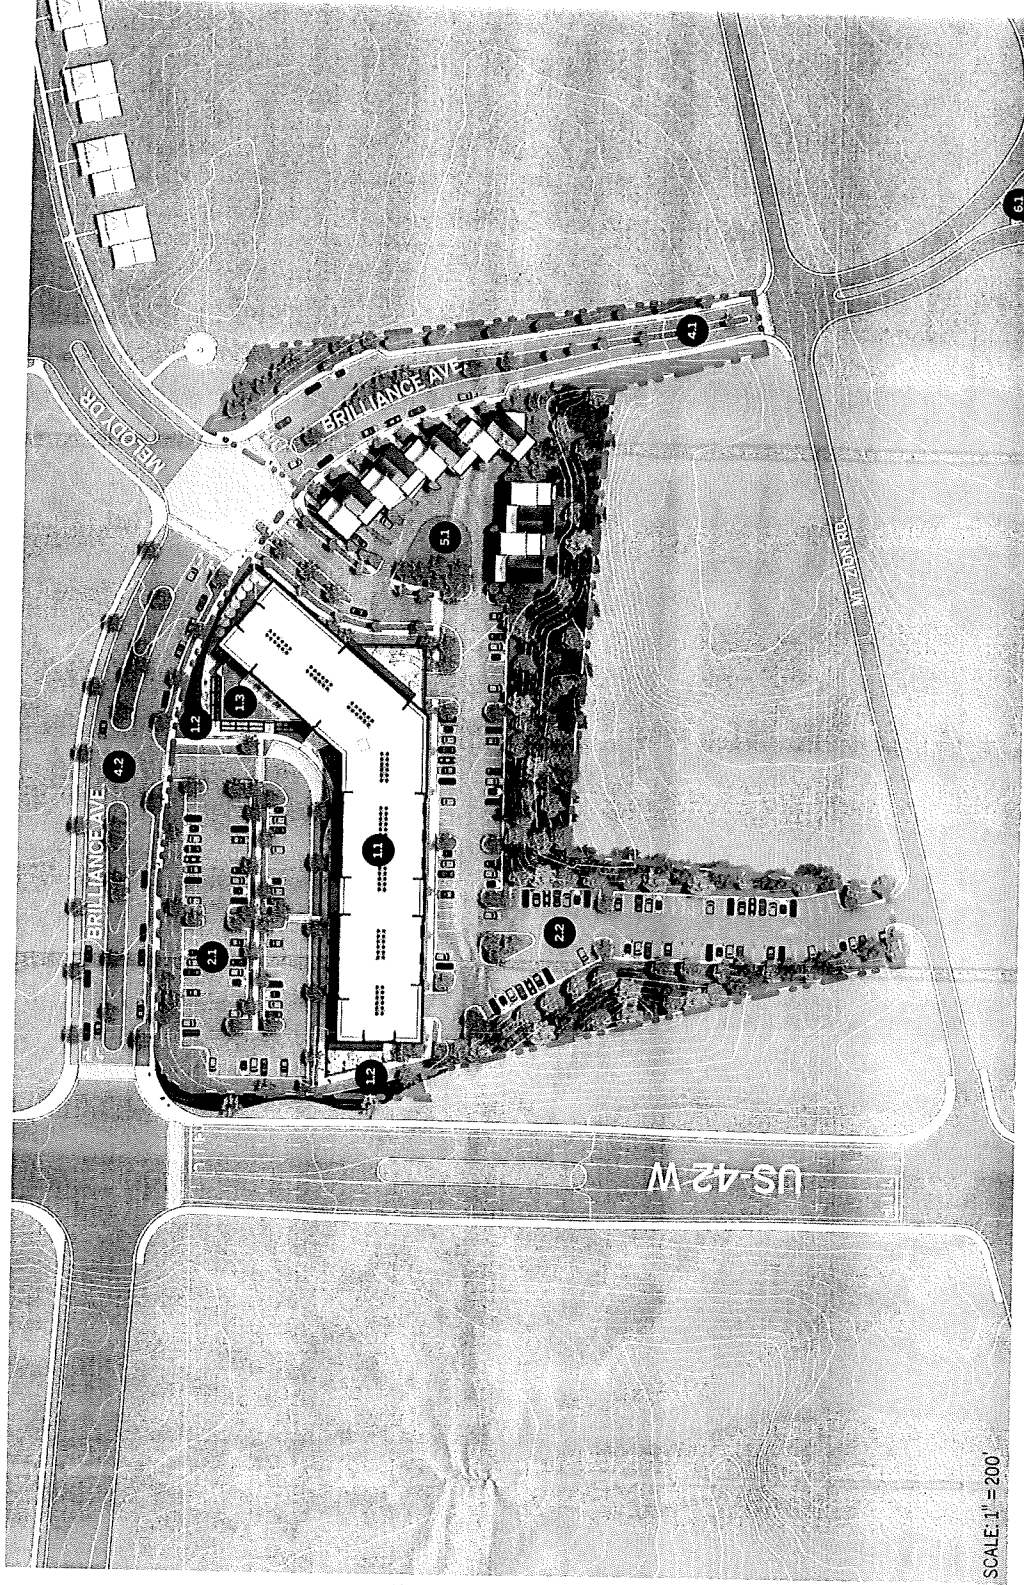 MELODY DR
BRILLIANCE AVE
BRILLIANCE AVE
MT. ZION RD
US-42 W
1.1
1.2
1.2
1.3
2.1
2.2
4.1
4.2
5.1
6.1
SCALE: 1" = 200'